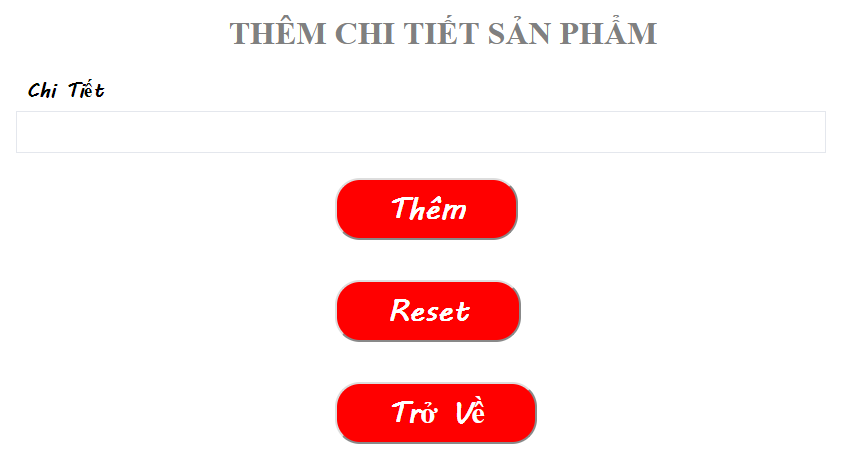 THÊM CHI TIẾT SẢN PHẨM
Chi Tiết
Thêm
Reset
Trở Về